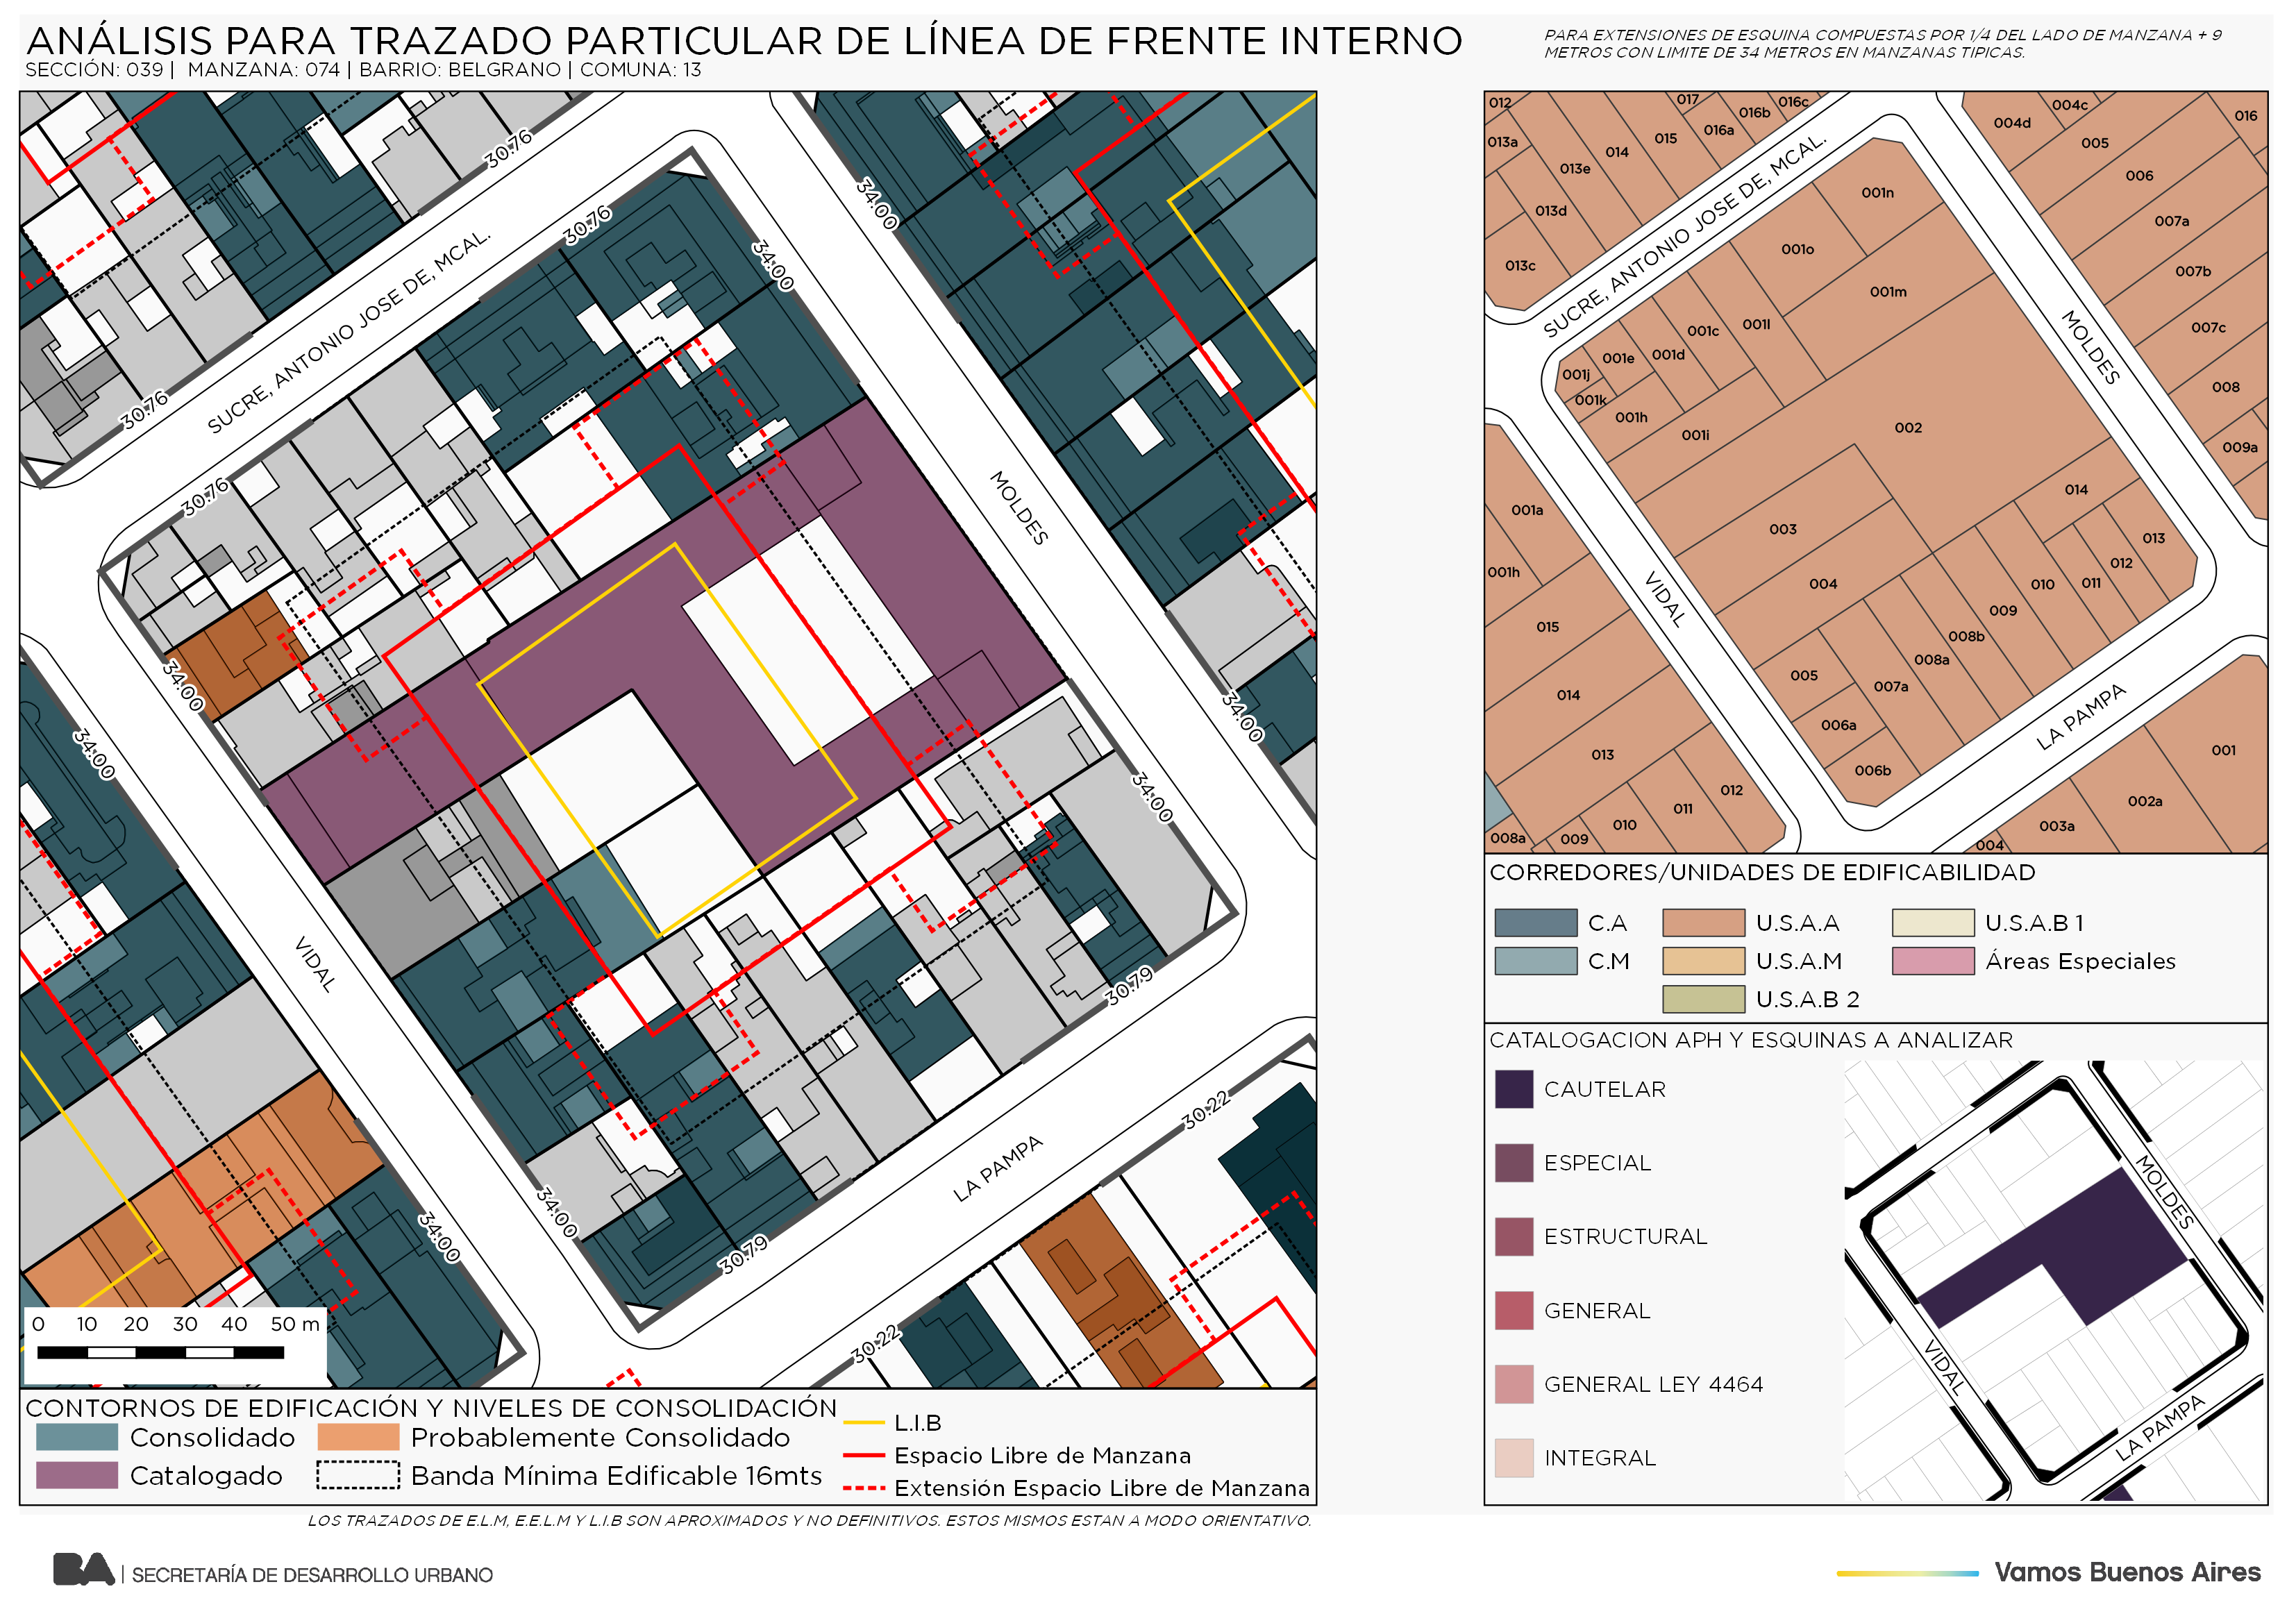 ANÁLISIS PARA TRAZADO PARTICULAR DE LÍNEA DE FRENTE INTERNO
SECCIÓN: 039 | MANZANA: 074 | BARRIO: BELGRANO | COMUNA: 13
PARA EXTENSIONES DE ESQUINA COMPUESTAS POR 1/4 DEL LADO DE MANZANA + 9
METROS CON LIMITE DE 34 METROS EN MANZANAS TIPICAS.
30.76
34.00
30.76
34.00
SUCRE, ANTONIO JOSE DE, MCAL.
30.76
30.76
MOLDES
34.00
34.00
34.00
34.00
VIDAL
30.79
30.22
LA PAMPA
34.00
34.00
30.79
30.22
0 10 20 30 40 50 m
CONTORNOS DE EDIFICACIÓN Y NIVELES DE CONSOLIDACIÓN
Consolidado
Probablemente Consolidado
Catalogado
Banda Mínima Edificable 16mts
L.I.B
Espacio Libre de Manzana
Extensión Espacio Libre de Manzana
LOS TRAZADOS DE E.L.M, E.E.L.M Y L.I.B SON APROXIMADOS Y NO DEFINITIVOS. ESTOS MISMOS ESTAN A MODO ORIENTATIVO.
012
017
016b
016c
004c
004d
016
013a
013e
014
015
016a
005
006
SUCRE, ANTONIO JOSE DE, MCAL.
001n
013d
007a
013c
001o
007b
001m
001l
001c
001d
001e
001j
001k
001h
001i
MOLDES
007c
008
002
009a
001a
003
014
013
012
011
010
009
004
001h
VIDAL
015
008b
008a
007a
005
006a
006b
014
013
LA PAMPA
001
002a
003a
004
012
011
010
009
008a
CORREDORES/UNIDADES DE EDIFICABILIDAD
C.A
U.S.A.A
U.S.A.B 1
C.M
U.S.A.M
Áreas Especiales
U.S.A.B 2
CATALOGACION APH Y ESQUINAS A ANALIZAR
CAUTELAR
ESPECIAL
ESTRUCTURAL
GENERAL
GENERAL LEY 4464
INTEGRAL
MOLDES
VIDAL
LA PAMPA
BA | SECRETARÍA DE DESARROLLO URBANO
Vamos Buenos Aires